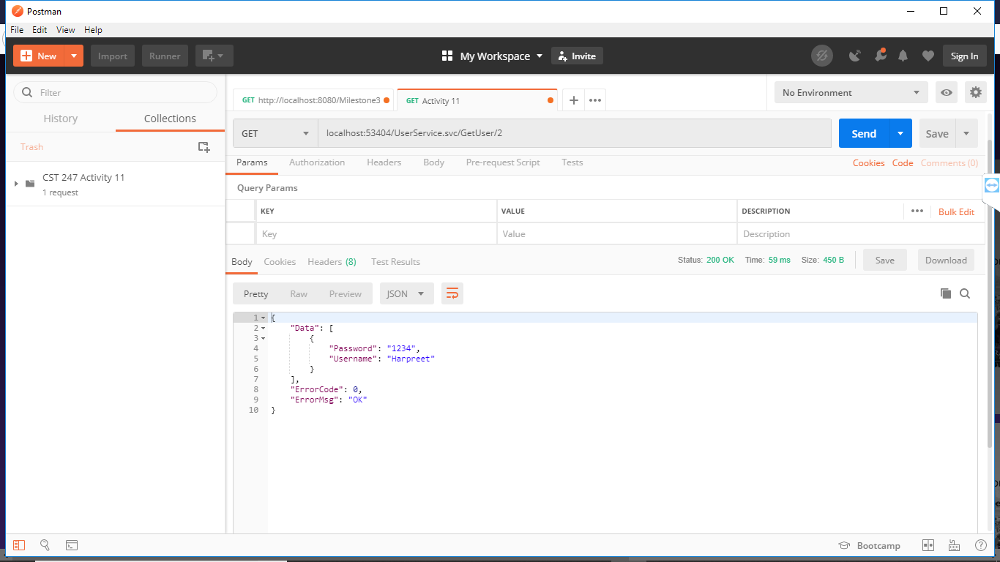 Postman
File Edit View Help
New Import Runner My Workspace Invite Sign In
Filter
History Collections
Trash
CST 247 Activity 11
1 request
GET http://localhost:8080/Milestone3 GET Activity 11 No Environment
GET localhost:53404/UserService.svc/GetUser/2 Send Save
Params Authorization Headers Body Pre-request Script Tests Cookies Code Comments (0)
Query Params
KEY VALUE DESCRIPTION Bulk Edit
Key Value Description
Body Cookies Headers (8) Test Results Status: 200 OK Time: 59 ms Size: 450 B Save Download
Pretty Raw Preview JSON
1 {
2 "Data": [
3 {
4 "Password": "1234",
5 "Username": "Harpreet"
6 }
7 ],
8 "ErrorCode": 0,
9 "ErrorMsg": "OK"
10 }
Bootcamp